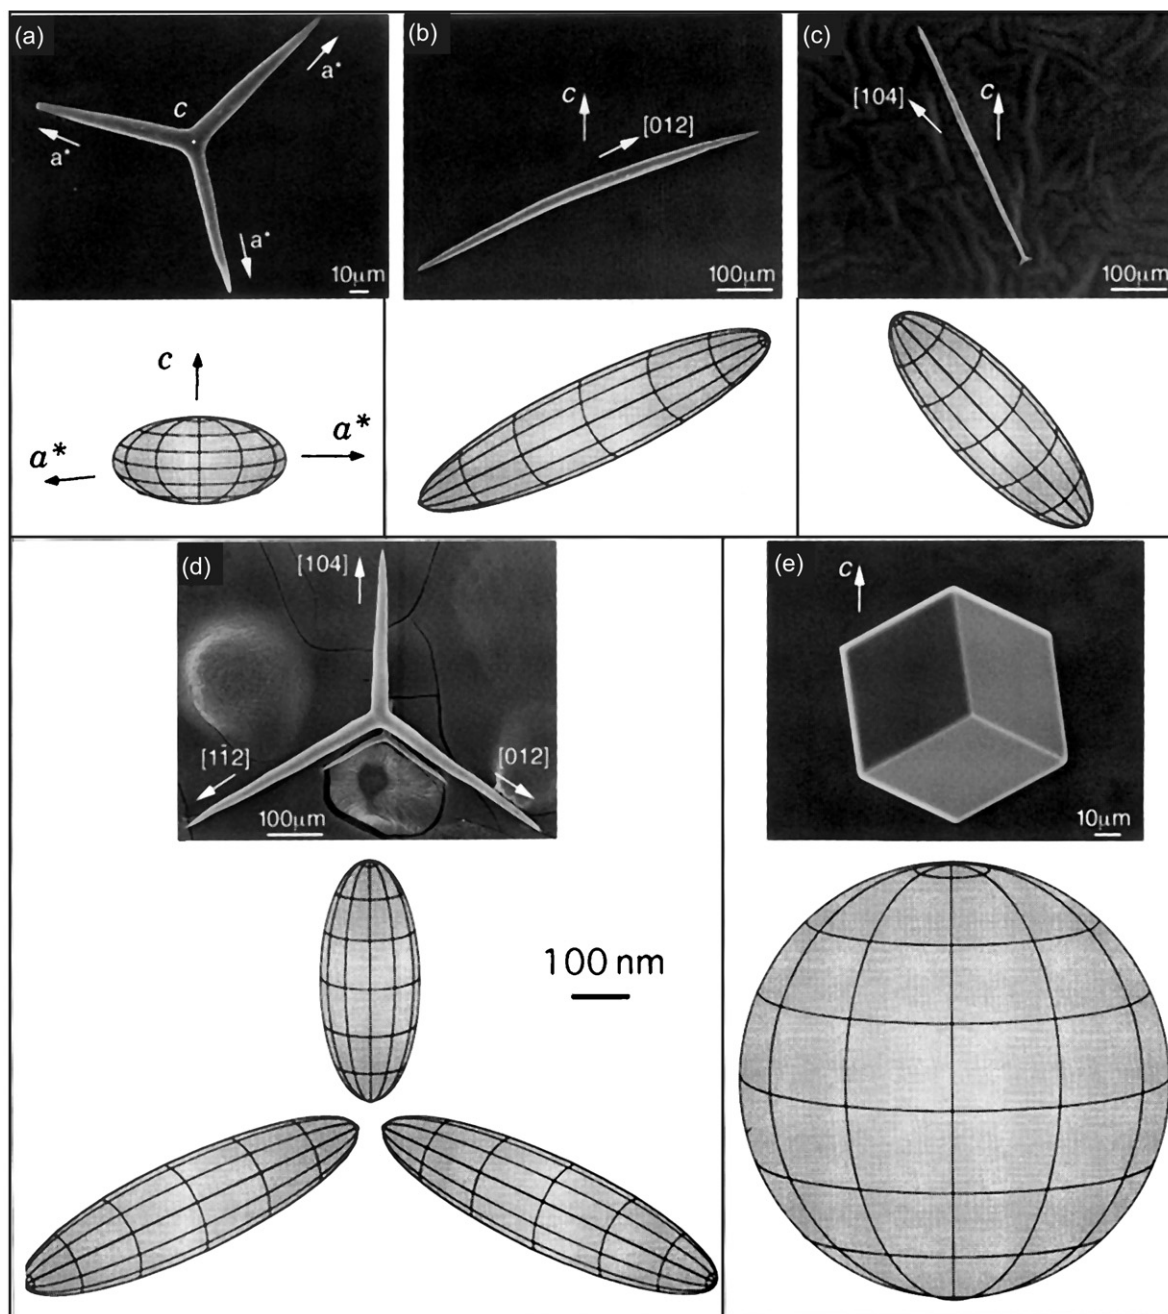 (a)
a*
c
a*
a*
10μm
(b)
c
[012]
100μm
(c)
[104]
c
100μm
c
a*
a*
(d)
[104]
[1̄12]
[012]
100μm
(e)
c
10μm
100 nm